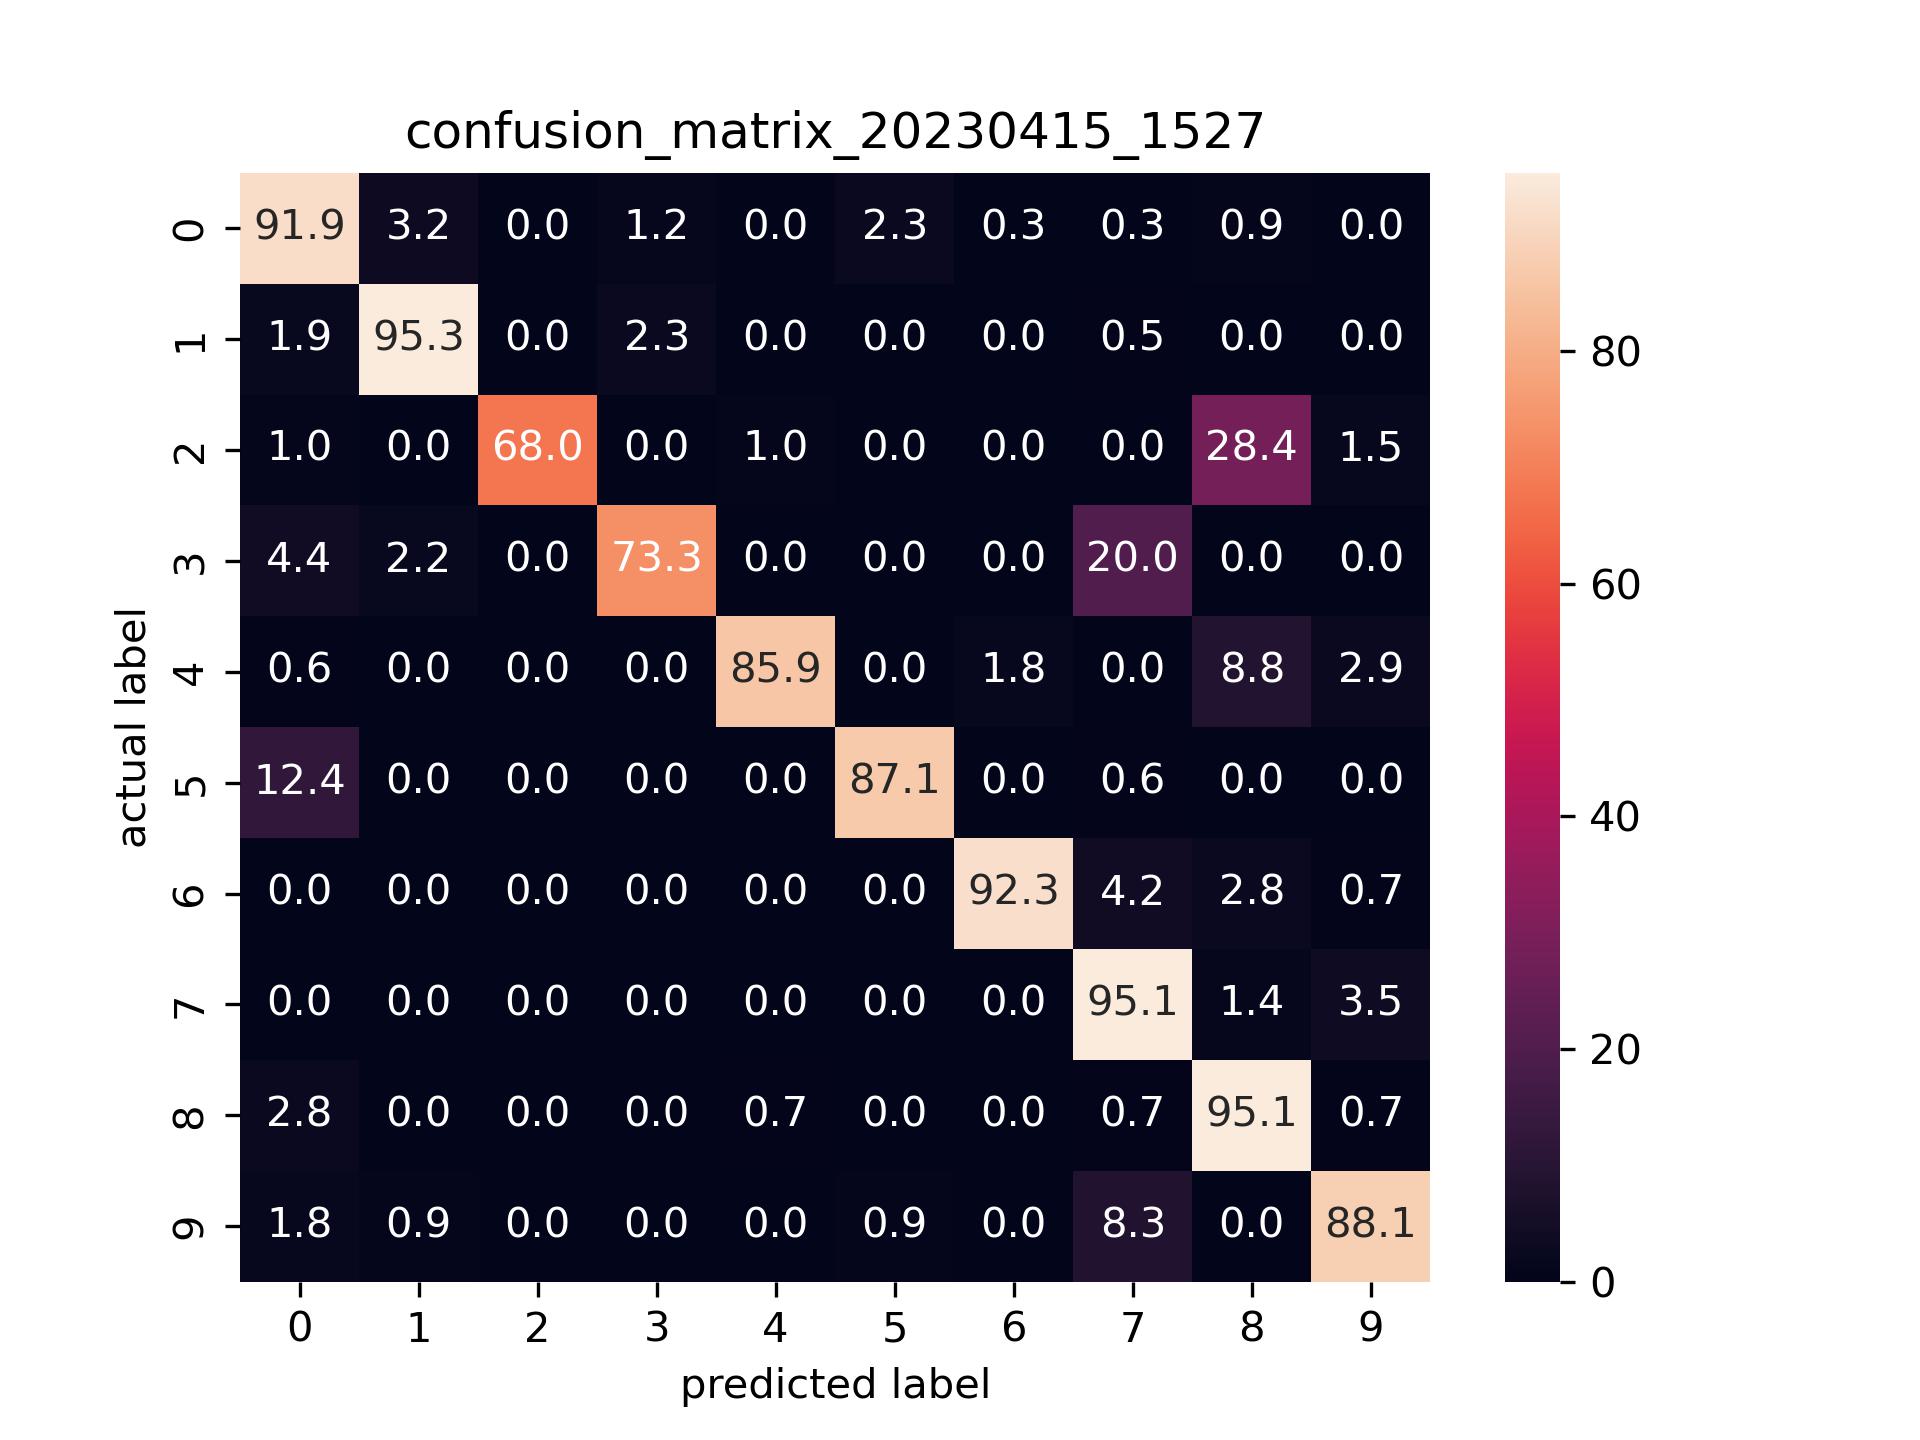 confusion_matrix_20230415_1527
0 91.9 3.2 0.0 1.2 0.0 2.3 0.3 0.3 0.9 0.0
1 1.9 95.3 0.0 2.3 0.0 0.0 0.0 0.5 0.0 0.0
2 1.0 0.0 68.0 0.0 1.0 0.0 0.0 0.0 28.4 1.5
3 4.4 2.2 0.0 73.3 0.0 0.0 0.0 20.0 0.0 0.0
4 0.6 0.0 0.0 0.0 85.9 0.0 1.8 0.0 8.8 2.9
5 12.4 0.0 0.0 0.0 0.0 87.1 0.0 0.6 0.0 0.0
6 0.0 0.0 0.0 0.0 0.0 0.0 92.3 4.2 2.8 0.7
7 0.0 0.0 0.0 0.0 0.0 0.0 0.0 95.1 1.4 3.5
8 2.8 0.0 0.0 0.0 0.7 0.0 0.0 0.7 95.1 0.7
9 1.8 0.9 0.0 0.0 0.0 0.9 0.0 8.3 0.0 88.1
0 1 2 3 4 5 6 7 8 9
predicted label
actual label
80
60
40
20
0